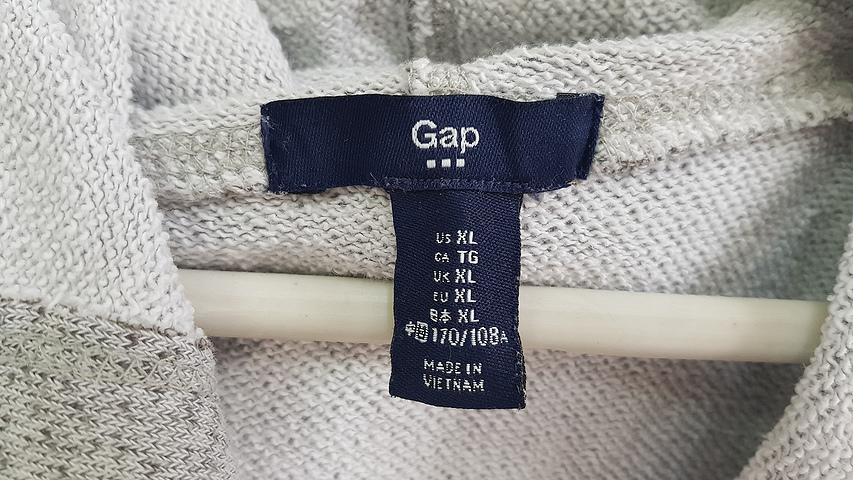 Gap
US XL
CA TG
UK XL
EU XL
日本 XL
中国 170/108A
MADE IN
VIETNAM